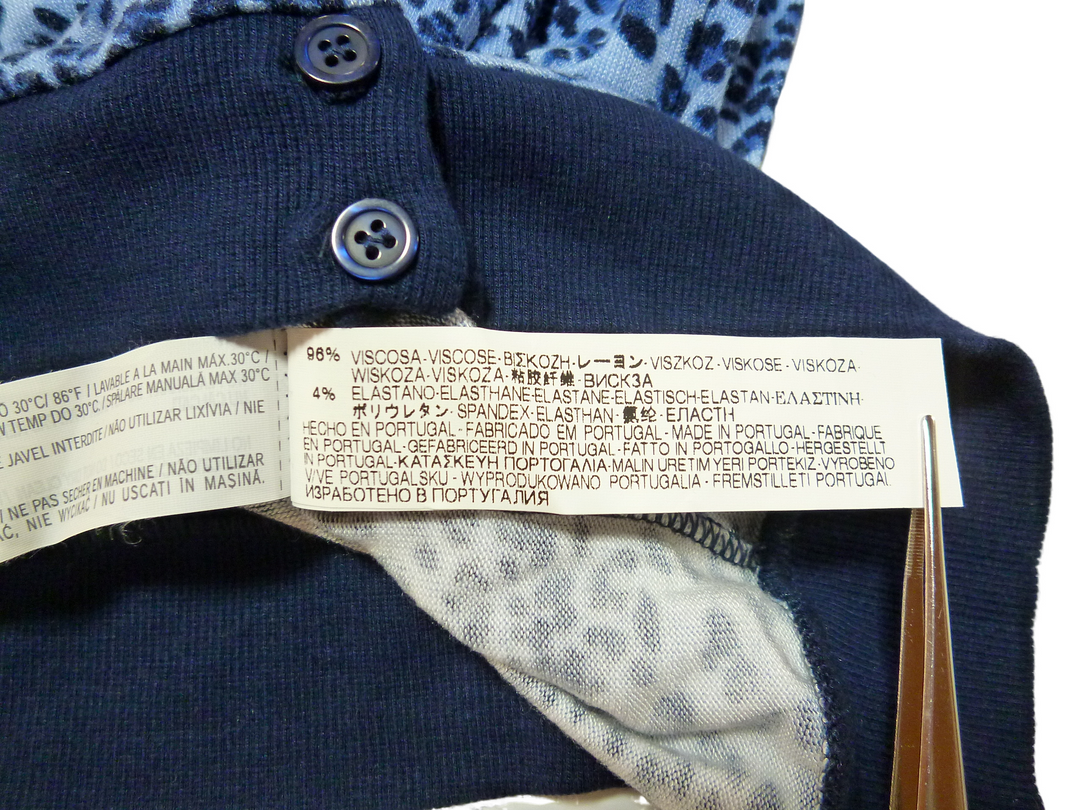 O 30°C/ 86°F / LAVABLE A LA MAIN MÁX.30°C /
TEMP DO 30°C. / SPĂLARE MANUALĂ MAX 30°C
E JAVEL INTERDITE / NÃO UTILIZAR LIXÍVIA / NIE
/ NE PAS SECHER EN MACHINE / NÃO UTILIZAR
NIE WYCIKAĆ / NU USCATI ÎN MAȘINĂ.
96% VISCOSA-VISCOSE-ΒΙΣΚΟΖΗ-レーヨン-VISZKOZ-VISKOSE-VISKOZA-
WISKOZA-VISKOZA-粘胶纤维-ВИСКЗА
4% ELASTANO-ELASTHANE-ELASTANE-ELASTISCH-ELASTAN-ΕΛΑΣΤΙΝΗ-
ポリウレタン-SPANDEX-ELASTHAN-氨纶-ЕЛАСТН
HECHO EN PORTUGAL-FABRICADO EM PORTUGAL-MADE IN PORTUGAL-FABRIQUE
EN PORTUGAL-GEFABRICEERD IN PORTUGAL-FATTO IN PORTOGALLO-HERGESTELLT
IN PORTUGAL-ΚΑΤΑΣΚΕΥΗ ΠΟΡΤΟΓΑΛΙΑ-MALIN URETIM YERI PORTEKIZ-VYROBENO
V/VE PORTUGALSKU-WYPRODUKOWANO PORTUGALIA-FREMSTILLETI PORTUGAL
ИЗРАБОТЕНО В ПОРТУГАЛИЯ